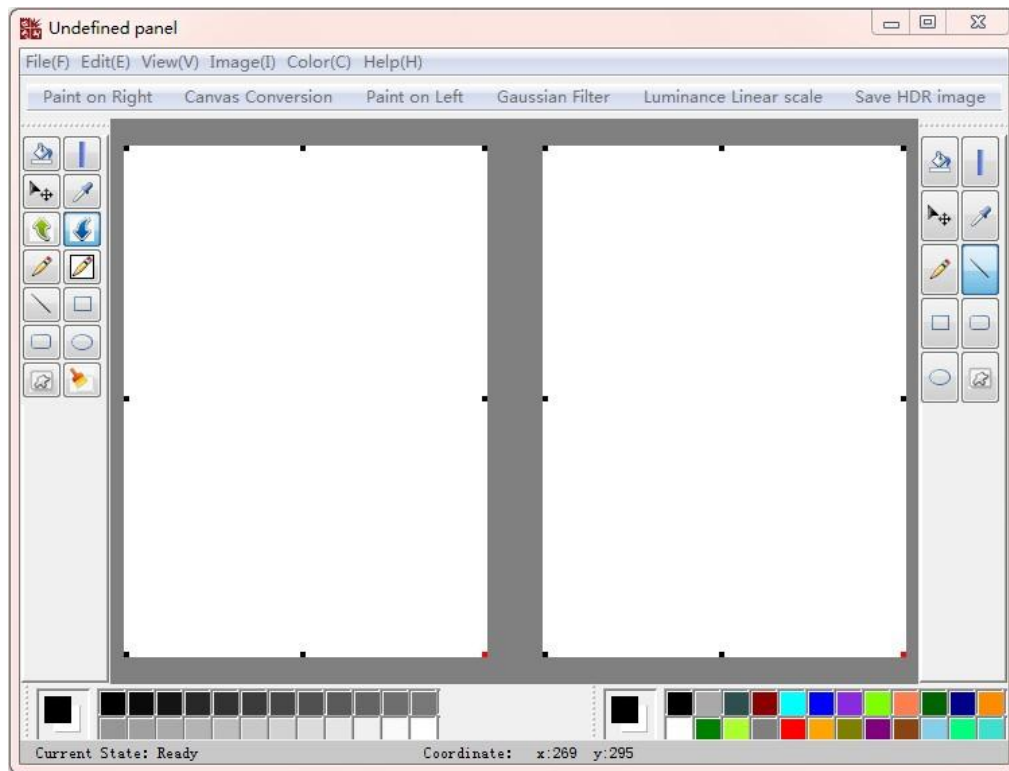 Undefined panel
File(F) Edit(E) View(V) Image(I) Color(C) Help(H)
Paint on Right Canvas Conversion Paint on Left Gaussian Filter Luminance Linear scale Save HDR image
Current State: Ready Coordinate: x:269 y:295